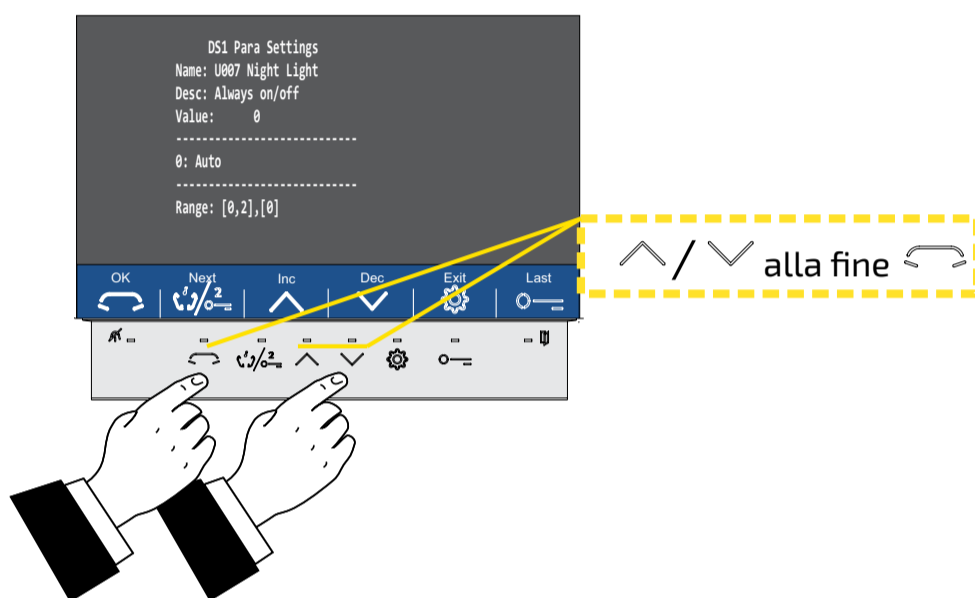 DS1 Para Settings
Name: U007 Night Light
Desc: Always on/off
Value: 0
----------------------------
0: Auto
----------------------------
Range: [0,2],[0]
OK Next Inc Dec Exit Last
/ alla fine